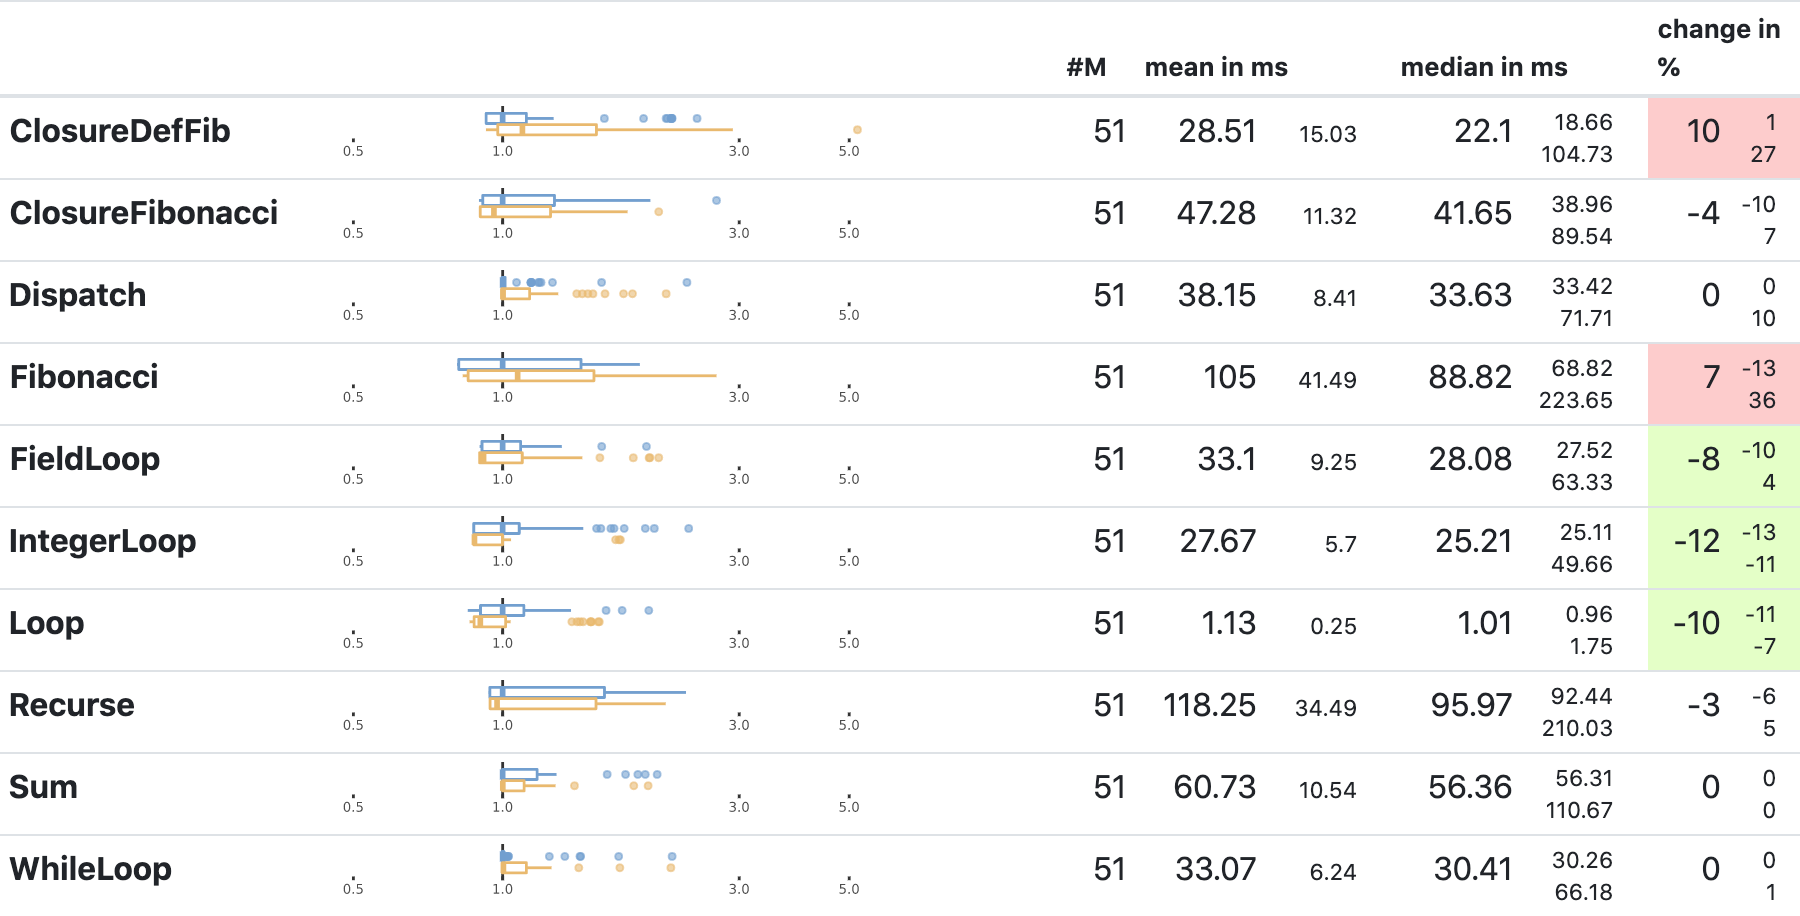 change in
#M mean in ms median in ms %
ClosureDefFib 0.5 1.0 3.0 5.0 51 28.51 15.03 22.1 18.66 104.73 10 1 27
ClosureFibonacci 0.5 1.0 3.0 5.0 51 47.28 11.32 41.65 38.96 89.54 -4 -10 7
Dispatch 0.5 1.0 3.0 5.0 51 38.15 8.41 33.63 33.42 71.71 0 0 10
Fibonacci 0.5 1.0 3.0 5.0 51 105 41.49 88.82 68.82 223.65 7 -13 36
FieldLoop 0.5 1.0 3.0 5.0 51 33.1 9.25 28.08 27.52 63.33 -8 -10 4
IntegerLoop 0.5 1.0 3.0 5.0 51 27.67 5.7 25.21 25.11 49.66 -12 -13 -11
Loop 0.5 1.0 3.0 5.0 51 1.13 0.25 1.01 0.96 1.75 -10 -11 -7
Recurse 0.5 1.0 3.0 5.0 51 118.25 34.49 95.97 92.44 210.03 -3 -6 5
Sum 0.5 1.0 3.0 5.0 51 60.73 10.54 56.36 56.31 110.67 0 0 0
WhileLoop 0.5 1.0 3.0 5.0 51 33.07 6.24 30.41 30.26 66.18 0 0 1